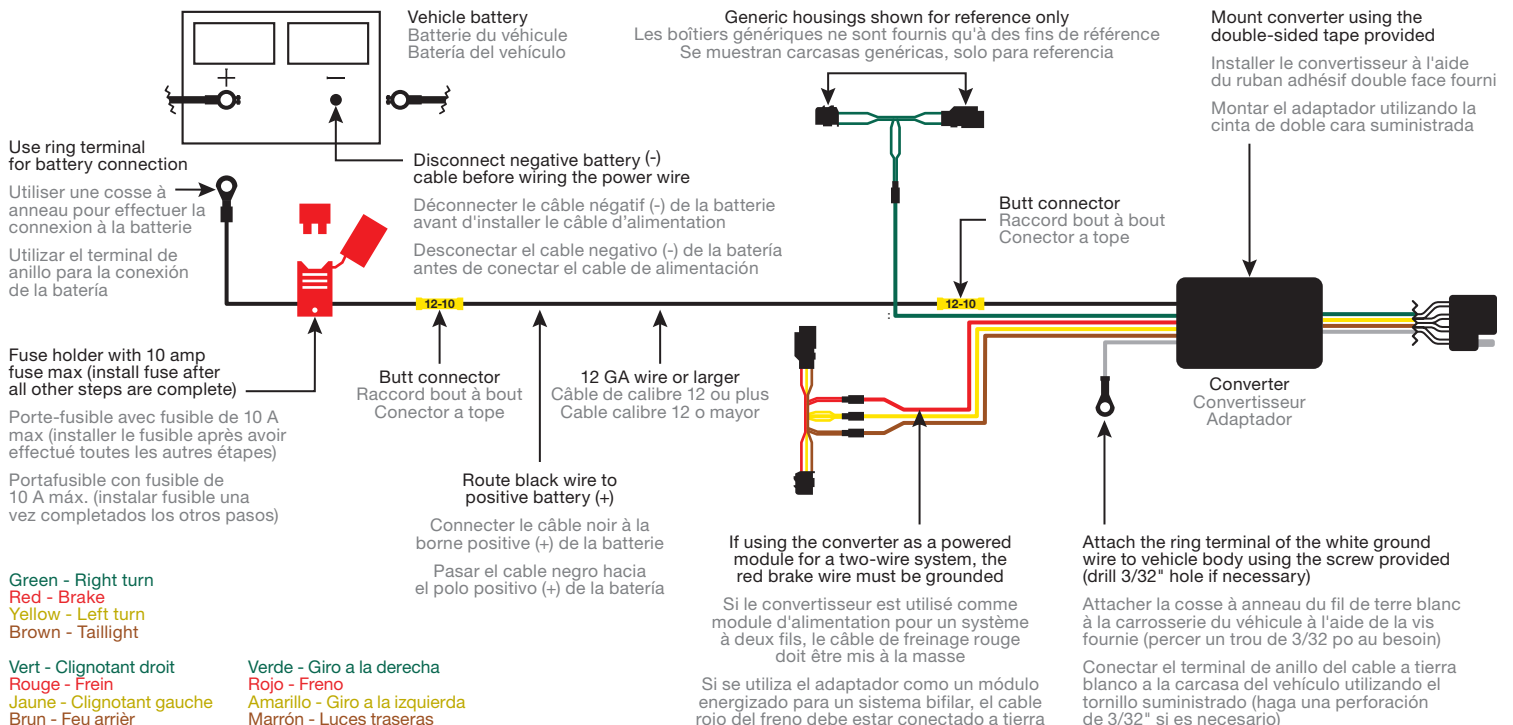 Vehicle battery
Batterie du véhicule
Batería del vehículo
Generic housings shown for reference only
Les boîtiers génériques ne sont fournis qu'à des fins de référence
Se muestran carcasas genéricas, solo para referencia
Mount converter using the
double-sided tape provided
Installer le convertisseur à l'aide
du ruban adhésif double face fourni
Montar el adaptador utilizando la
cinta de doble cara suministrada
+
−
Use ring terminal
for battery connection
Utiliser une cosse à
anneau pour effectuer la
connexion à la batterie
Utilizar el terminal de
anillo para la conexión
de la batería
Disconnect negative battery (-)
cable before wiring the power wire
Déconnecter le câble négatif (-) de la batterie
avant d'installer le câble d'alimentation
Desconectar el cable negativo (-) de la batería
antes de conectar el cable de alimentación
Butt connector
Raccord bout à bout
Conector a tope
12-10
12-10
Fuse holder with 10 amp
fuse max (install fuse after
all other steps are complete)
Porte-fusible avec fusible de 10 A
max (installer le fusible après avoir
effectué toutes les autres étapes)
Portafusible con fusible de
10 A máx. (instalar fusible una
vez completados los otros pasos)
Butt connector
Raccord bout à bout
Conector a tope
12 GA wire or larger
Câble de calibre 12 ou plus
Cable calibre 12 o mayor
Converter
Convertisseur
Adaptador
Route black wire to
positive battery (+)
Connecter le câble noir à la
borne positive (+) de la batterie
Pasar el cable negro hacia
el polo positivo (+) de la batería
If using the converter as a powered
module for a two-wire system, the
red brake wire must be grounded
Si le convertisseur est utilisé comme
module d'alimentation pour un système
à deux fils, le câble de freinage rouge
doit être mis à la masse
Si se utiliza el adaptador como un módulo
energizado para un sistema bifilar, el cable
rojo del freno debe estar conectado a tierra
Attach the ring terminal of the white ground
wire to vehicle body using the screw provided
(drill 3/32" hole if necessary)
Attacher la cosse à anneau du fil de terre blanc
à la carrosserie du véhicule à l'aide de la vis
fournie (percer un trou de 3/32 po au besoin)
Conectar el terminal de anillo del cable a tierra
blanco a la carcasa del vehículo utilizando el
tornillo suministrado (haga una perforación
de 3/32" si es necesario)
Green - Right turn
Red - Brake
Yellow - Left turn
Brown - Taillight
Vert - Clignotant droit
Rouge - Frein
Jaune - Clignotant gauche
Brun - Feu arrièr
Verde - Giro a la derecha
Rojo - Freno
Amarillo - Giro a la izquierda
Marrón - Luces traseras